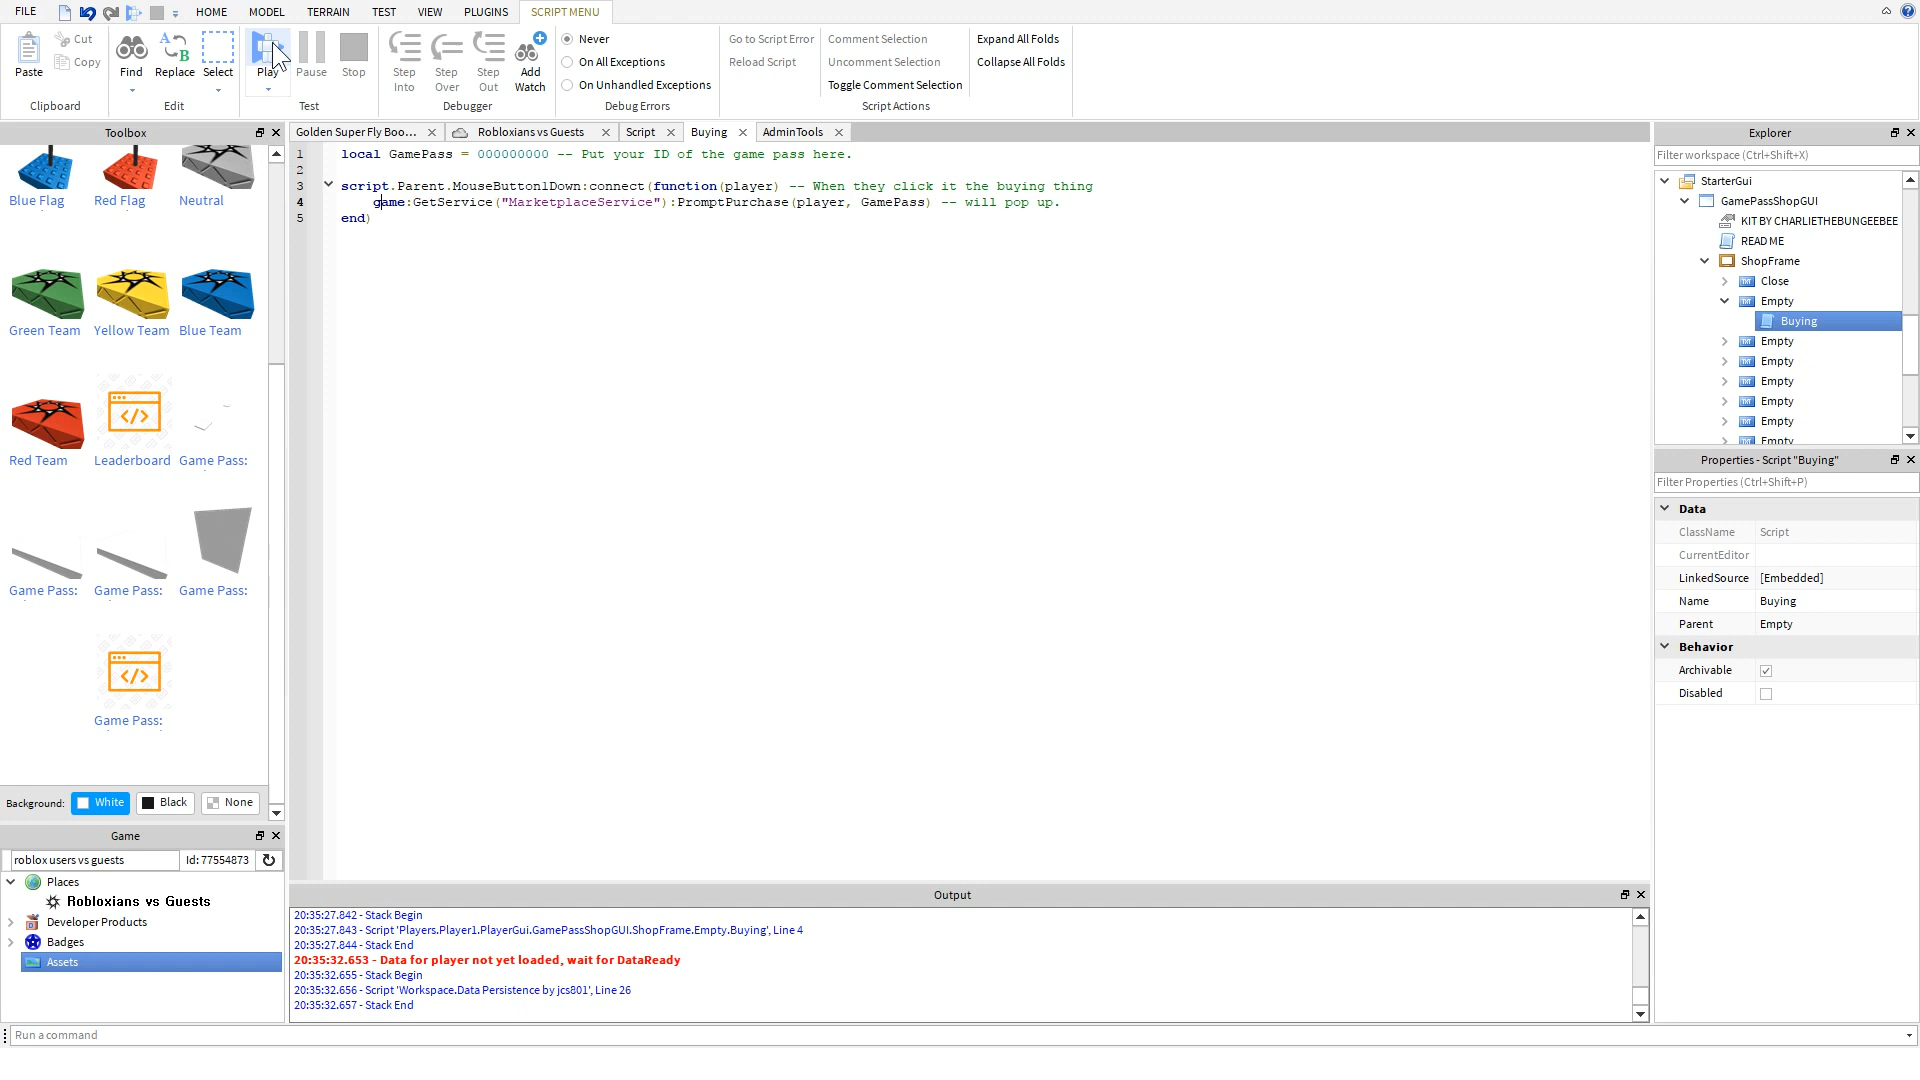 FILE
HOME
MODEL
TERRAIN
TEST
VIEW
PLUGINS
SCRIPT MENU
Paste
Cut
Copy
Clipboard
Find
Replace
Select
Edit
Play
Pause
Stop
Test
Step Into
Step Over
Step Out
Add Watch
Debugger
Never
On All Exceptions
On Unhandled Exceptions
Debug Errors
Go to Script Error
Reload Script
Comment Selection
Uncomment Selection
Toggle Comment Selection
Expand All Folds
Collapse All Folds
Script Actions
Toolbox
Blue Flag
Red Flag
Neutral
Green Team
Yellow Team
Blue Team
Red Team
Leaderboard
Game Pass:
Game Pass:
Game Pass:
Game Pass:
Game Pass:
Background:
White
Black
None
Game
roblox users vs guests
Id: 77554873
Places
Robloxians vs Guests
Developer Products
Badges
Assets
Golden Super Fly Boo...
Robloxians vs Guests
Script
Buying
AdminTools
1 local GamePass = 000000000 -- Put your ID of the game pass here.
2
3 script.Parent.MouseButton1Down:connect(function(player) -- When they click it the buying thing
4 game:GetService("MarketplaceService"):PromptPurchase(player, GamePass) -- will pop up.
5 end)
Output
20:35:27.842 - Stack Begin
20:35:27.843 - Script 'Players.Player1.PlayerGui.GamePassShopGUI.ShopFrame.Empty.Buying', Line 4
20:35:27.844 - Stack End
20:35:32.653 - Data for player not yet loaded, wait for DataReady
20:35:32.655 - Stack Begin
20:35:32.656 - Script 'Workspace.Data Persistence by jcs801', Line 26
20:35:32.657 - Stack End
Run a command
Explorer
Filter workspace (Ctrl+Shift+X)
StarterGui
GamePassShopGUI
KIT BY CHARLIETHEBUNGEEBEE
READ ME
ShopFrame
Close
Empty
Buying
Empty
Empty
Empty
Empty
Empty
Empty
Properties - Script "Buying"
Filter Properties (Ctrl+Shift+P)
Data
ClassName Script
CurrentEditor
LinkedSource [Embedded]
Name Buying
Parent Empty
Behavior
Archivable
Disabled